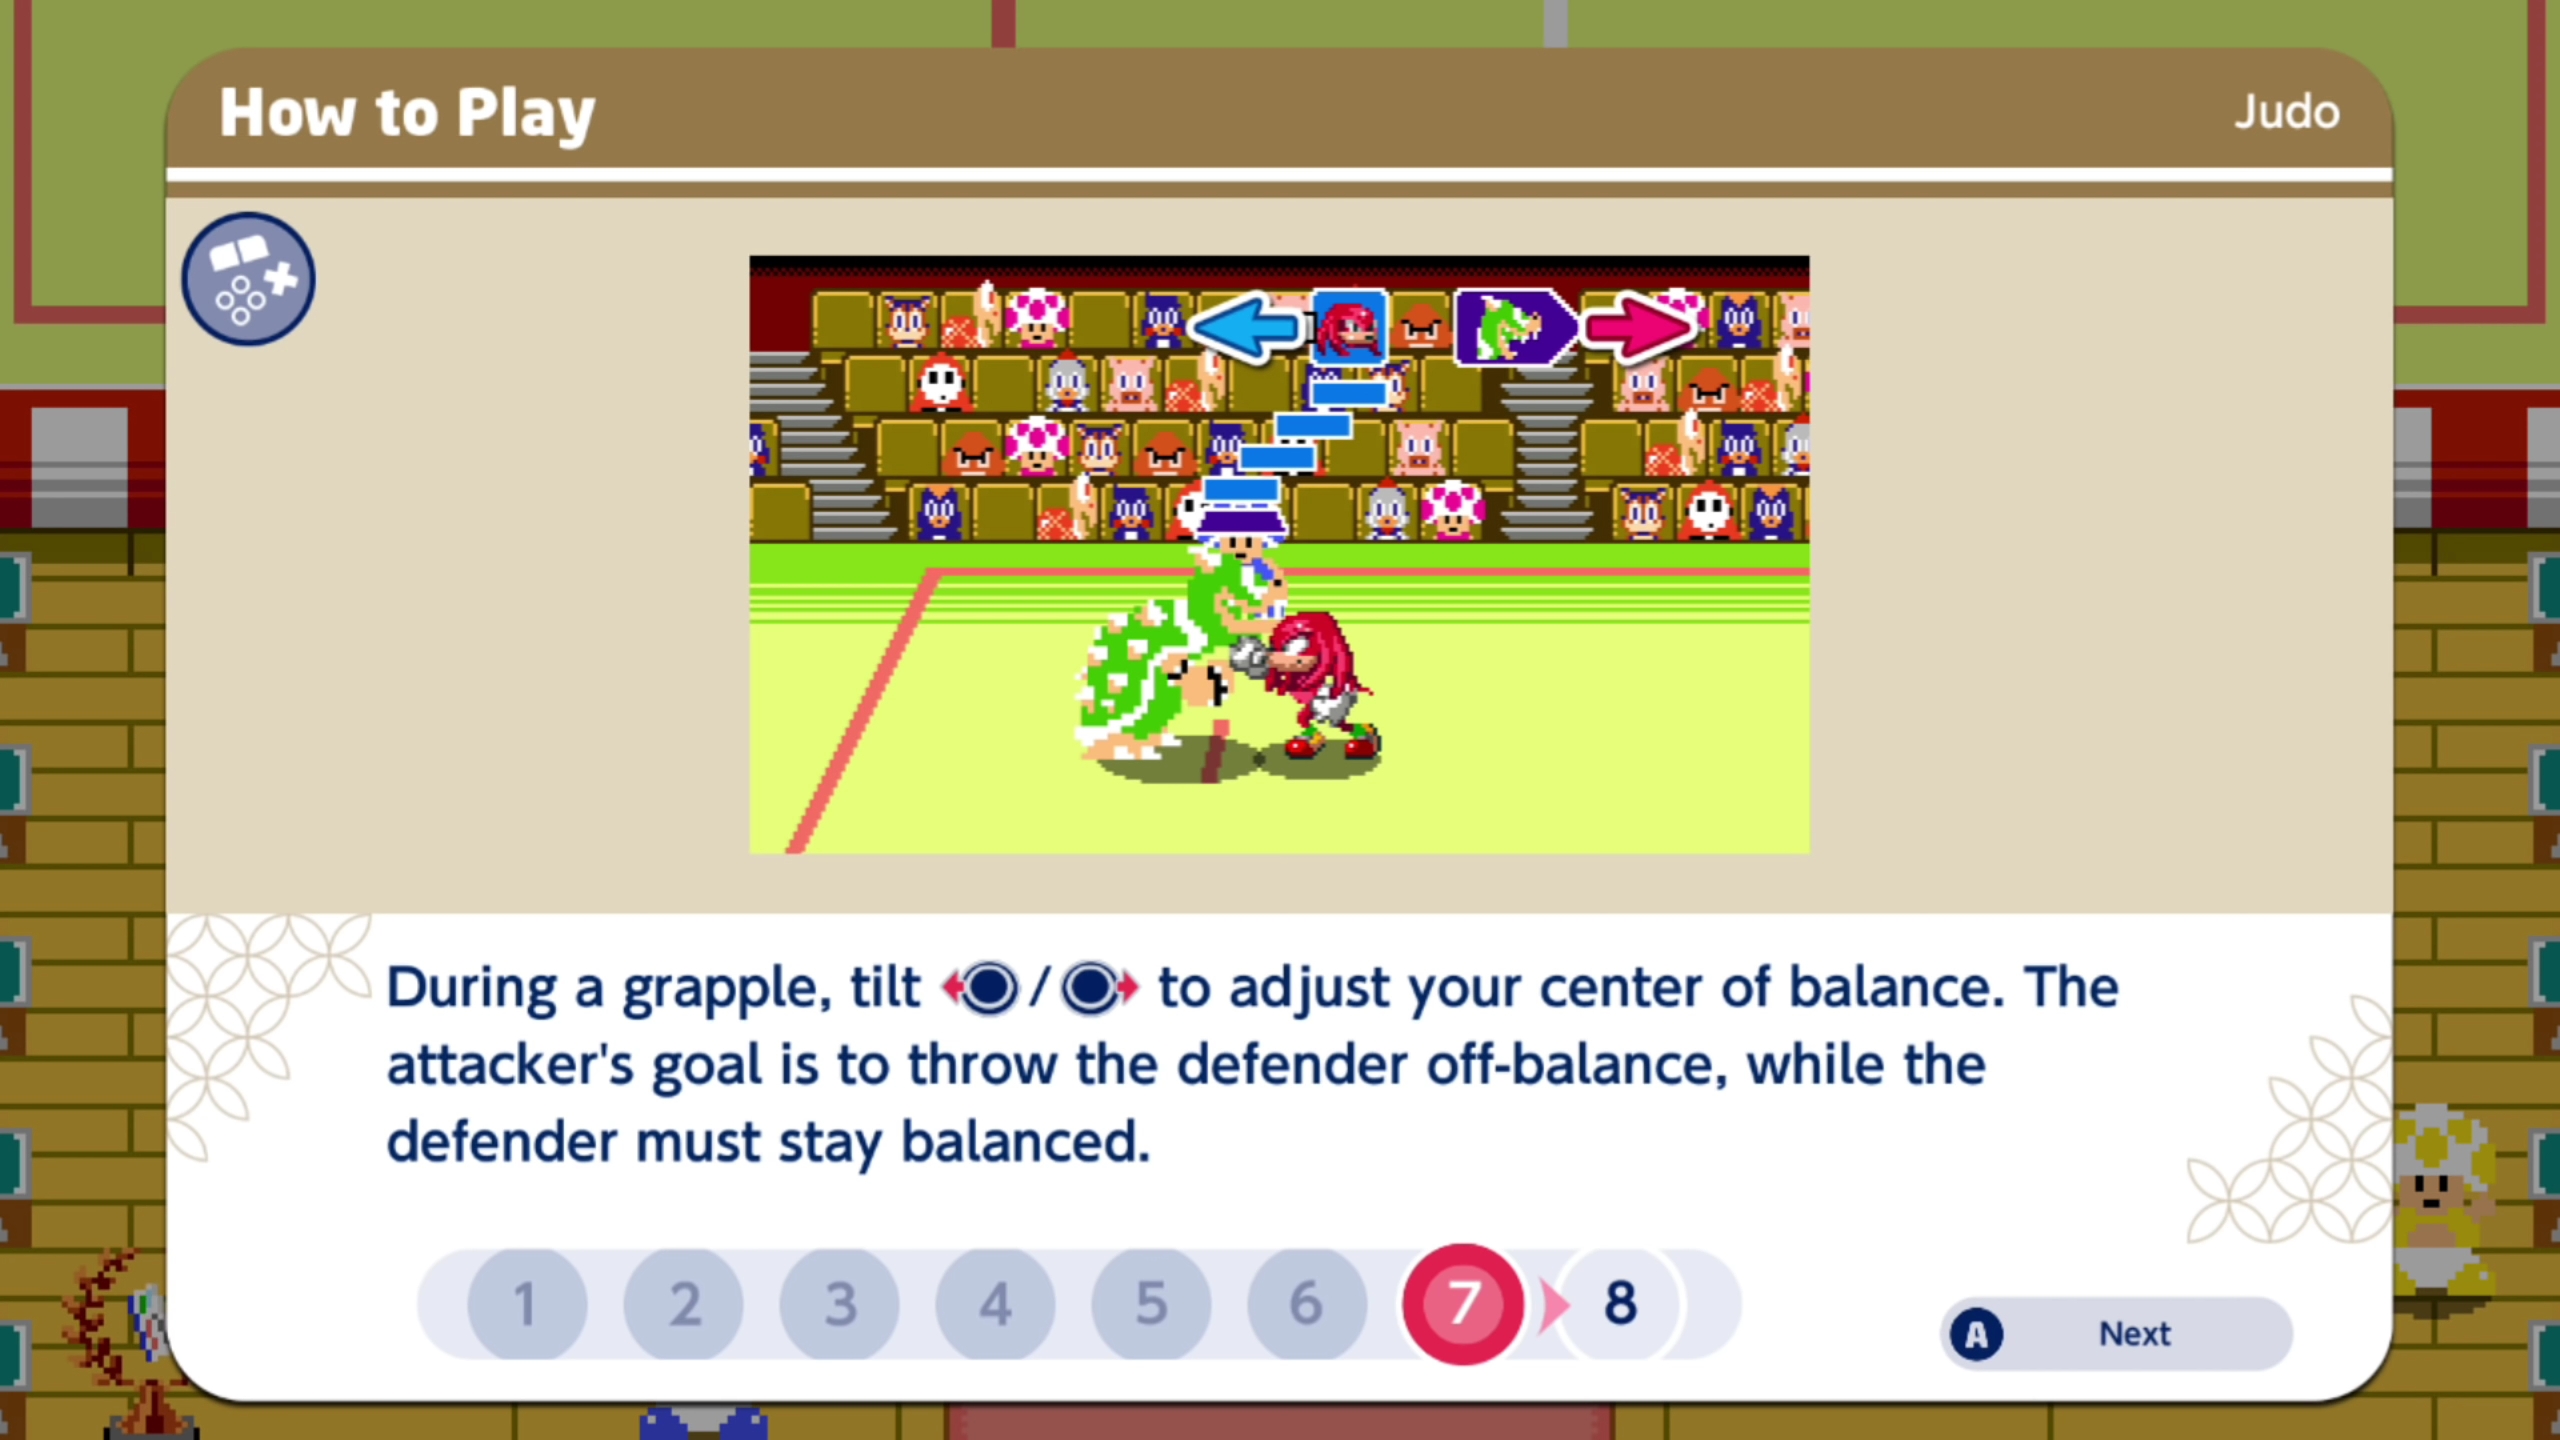 How to Play
Judo
During a grapple, tilt / to adjust your center of balance. The
attacker's goal is to throw the defender off-balance, while the
defender must stay balanced.
1 2 3 4 5 6 7 8
A Next